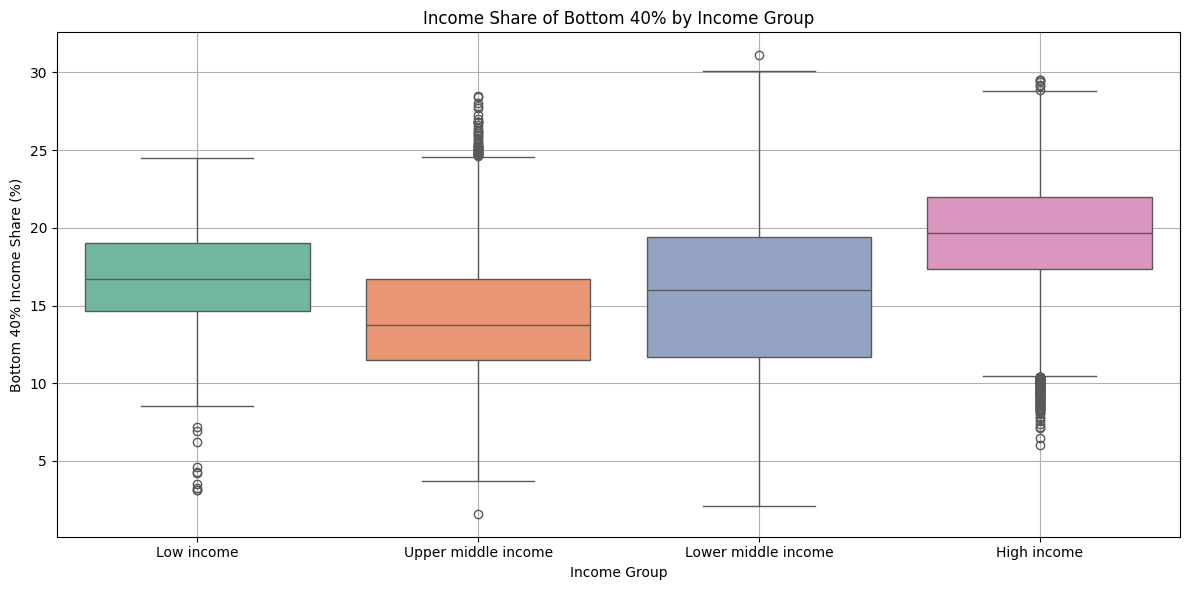 Income Share of Bottom 40% by Income Group
Bottom 40% Income Share (%)
30
25
20
15
10
5
Low income
Upper middle income
Lower middle income
High income
Income Group